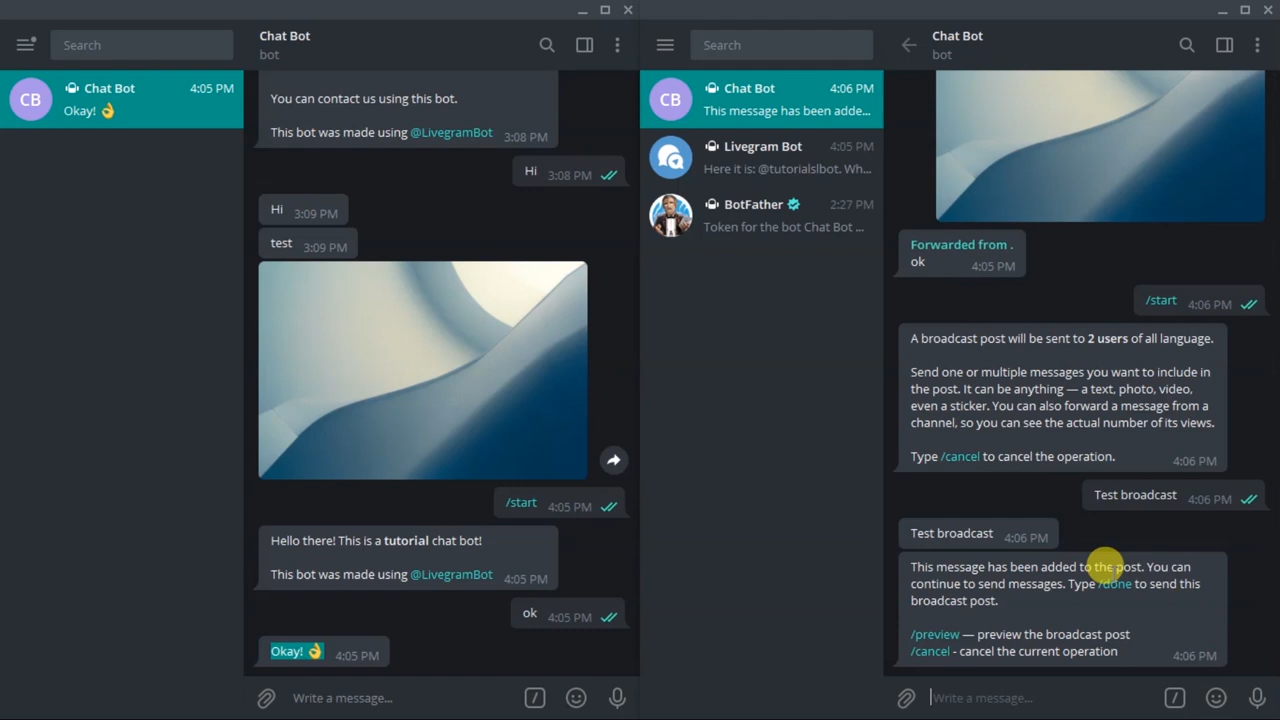 Search
Chat Bot
bot
CB
Chat Bot
4:05 PM
Okay! 👌
You can contact us using this bot.
This bot was made using @LivegramBot
3:08 PM
Hi 3:08 PM
Hi 3:09 PM
test 3:09 PM
/start 4:05 PM
Hello there! This is a tutorial chat bot!
This bot was made using @LivegramBot
4:05 PM
ok 4:05 PM
Okay! 👌 4:05 PM
Write a message...
Search
Chat Bot
bot
CB
Chat Bot
4:06 PM
This message has been adde...
Livegram Bot
4:05 PM
Here it is: @tutorialslbot. Wh...
BotFather
2:27 PM
Token for the bot Chat Bot ...
Forwarded from .
ok 4:05 PM
/start 4:06 PM
A broadcast post will be sent to 2 users of all language.
Send one or multiple messages you want to include in
the post. It can be anything — a text, photo, video,
even a sticker. You can also forward a message from a
channel, so you can see the actual number of its views.
Type /cancel to cancel the operation.
4:06 PM
Test broadcast 4:06 PM
Test broadcast 4:06 PM
This message has been added to the post. You can
continue to send messages. Type /done to send this
broadcast post.
/preview — preview the broadcast post
/cancel - cancel the current operation
4:06 PM
Write a message...